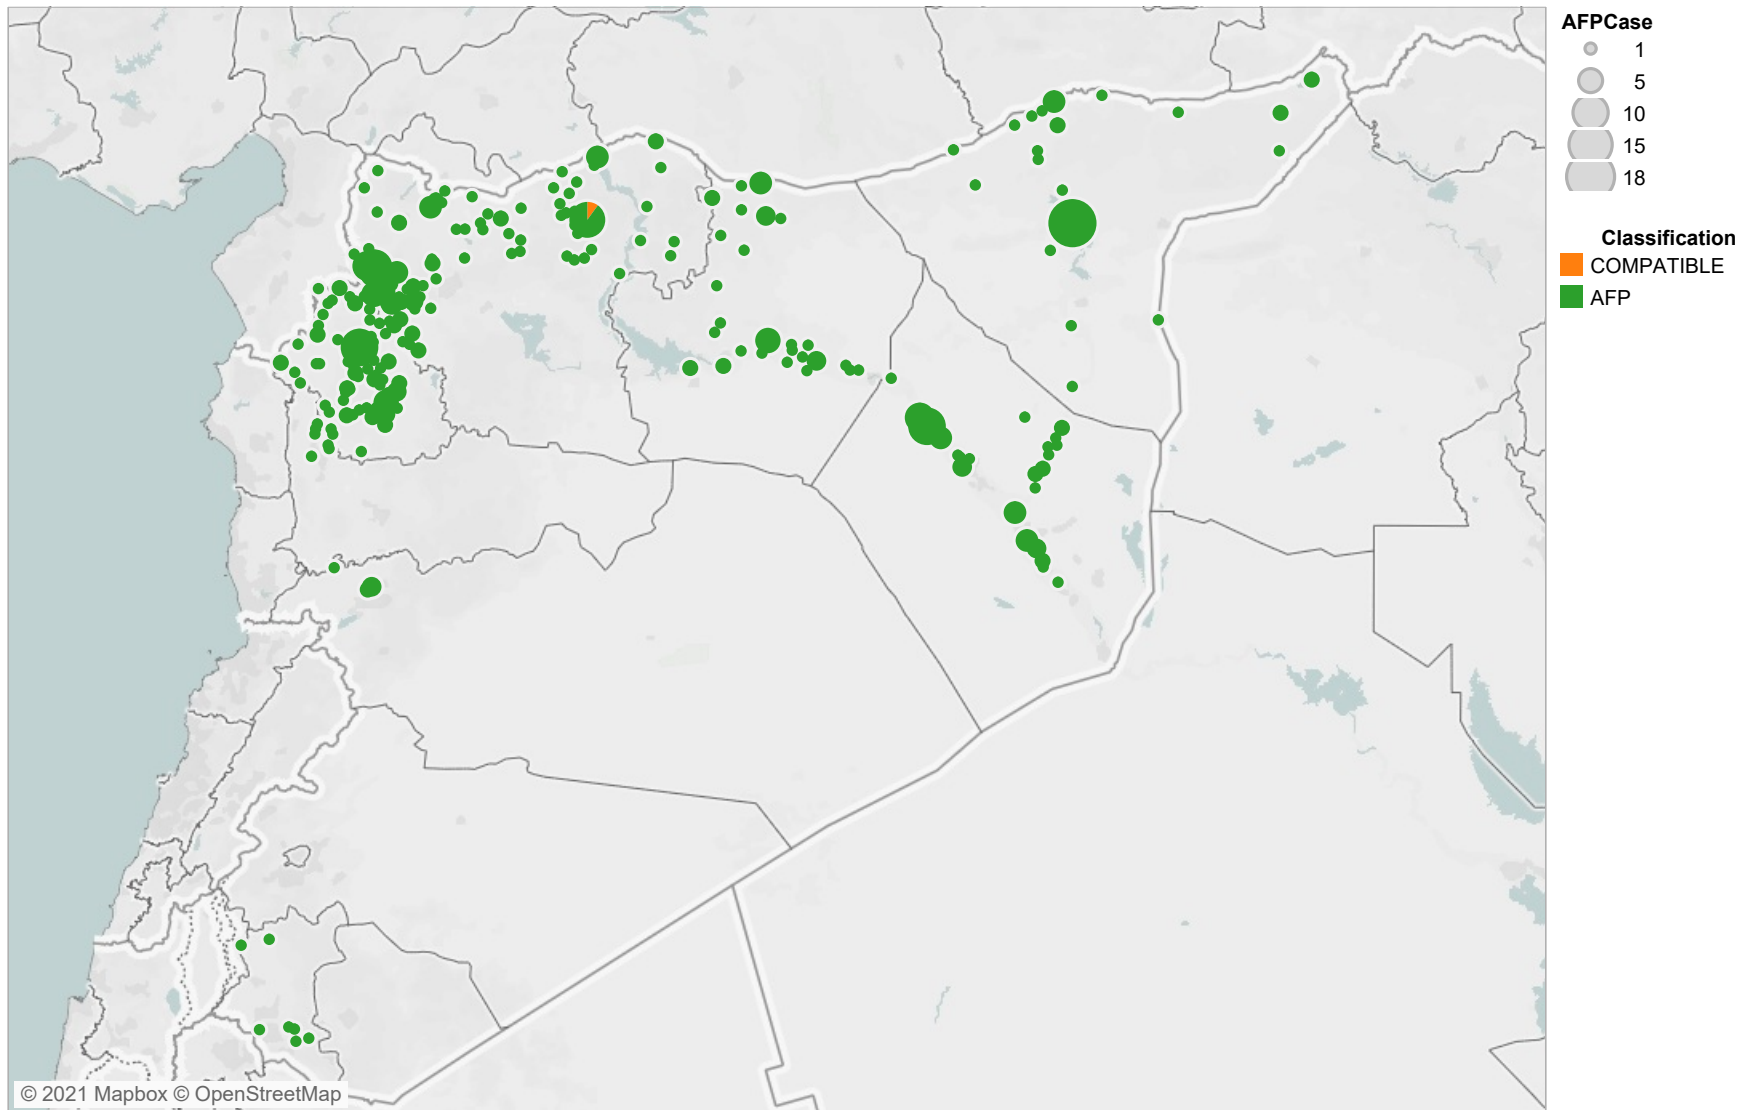 AFPCase
1
5
10
15
18
Classification
COMPATIBLE
AFP
© 2021 Mapbox © OpenStreetMap